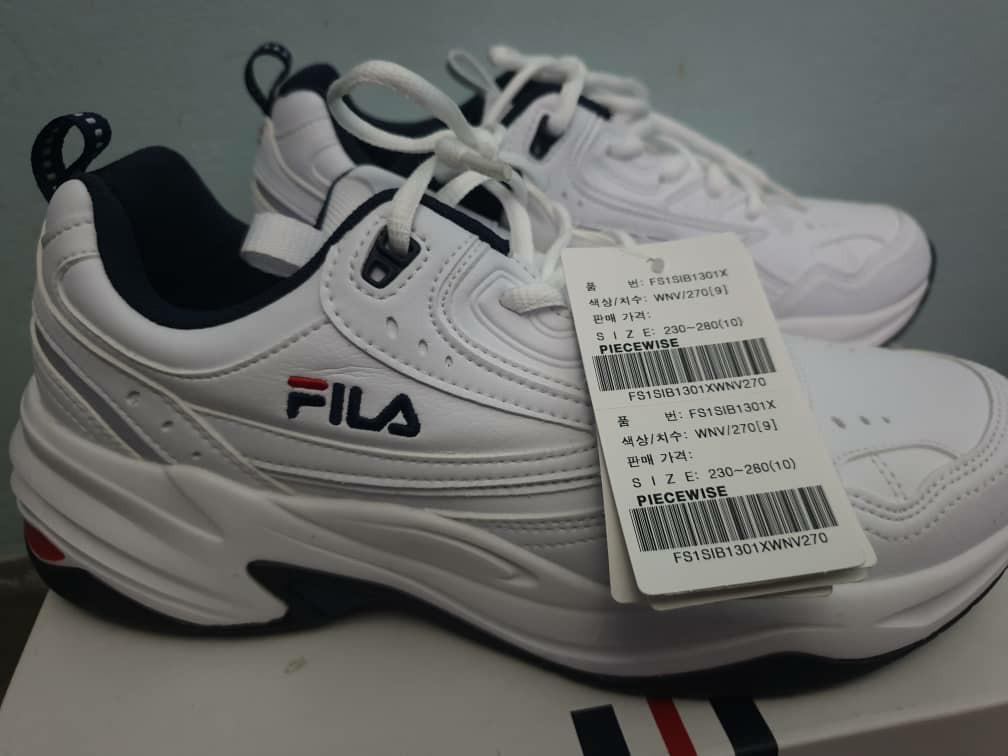 FILA
품 번: FS1SIB1301X
색상/치수: WNV/270[9]
판매 가격:
S I Z E: 230~280(10)
PIECEWISE
FS1SIB1301XWNV270
품 번: FS1SIB1301X
색상/치수: WNV/270[9]
판매 가격:
S I Z E: 230~280(10)
PIECEWISE
FS1SIB1301XWNV270